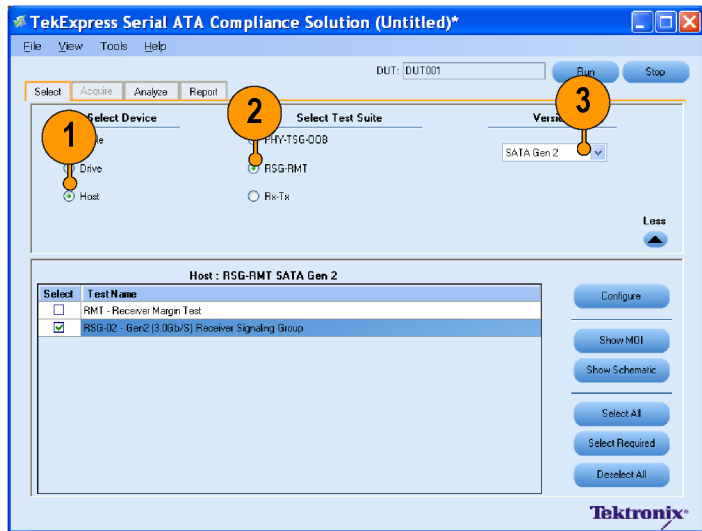 TekExpress Serial ATA Compliance Solution (Untitled)*
File View Tools Help
DUT: DUT001
Run Stop
Select Acquire Analyze Report
1 2 3
Select Device Select Test Suite
PHY-TSG-OOB
SATA Gen 2
Drive RSG-RMT
Host Rx-Tx
Less
Host : RSG-RMT SATA Gen 2
Select Test Name
RMT - Receiver Margin Test
RSG-02 - Gen2 (3.0Gb/S) Receiver Signaling Group
Configure
Show MOI
Show Schematic
Select All
Select Required
Deselect All
Tektronix